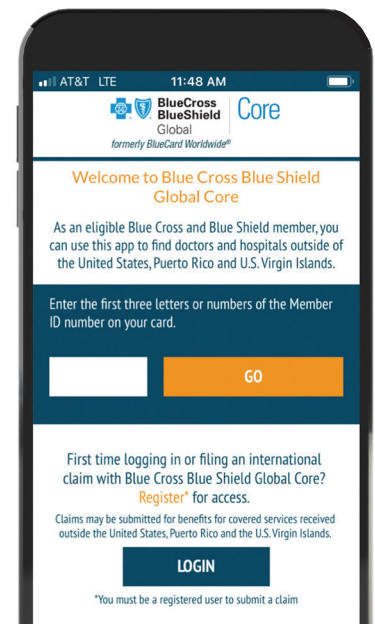 AT&T LTE 11:48 AM
BlueCross
BlueShield
Global
Core
formerly BlueCard Worldwide®
Welcome to Blue Cross Blue Shield
Global Core
As an eligible Blue Cross and Blue Shield member, you
can use this app to find doctors and hospitals outside of
the United States, Puerto Rico and U.S. Virgin Islands.
Enter the first three letters or numbers of the Member
ID number on your card.
GO
First time logging in or filing an international
claim with Blue Cross Blue Shield Global Core?
Register* for access.
Claims may be submitted for benefits for covered services received
outside the United States, Puerto Rico and the U.S. Virgin Islands.
LOGIN
*You must be a registered user to submit a claim